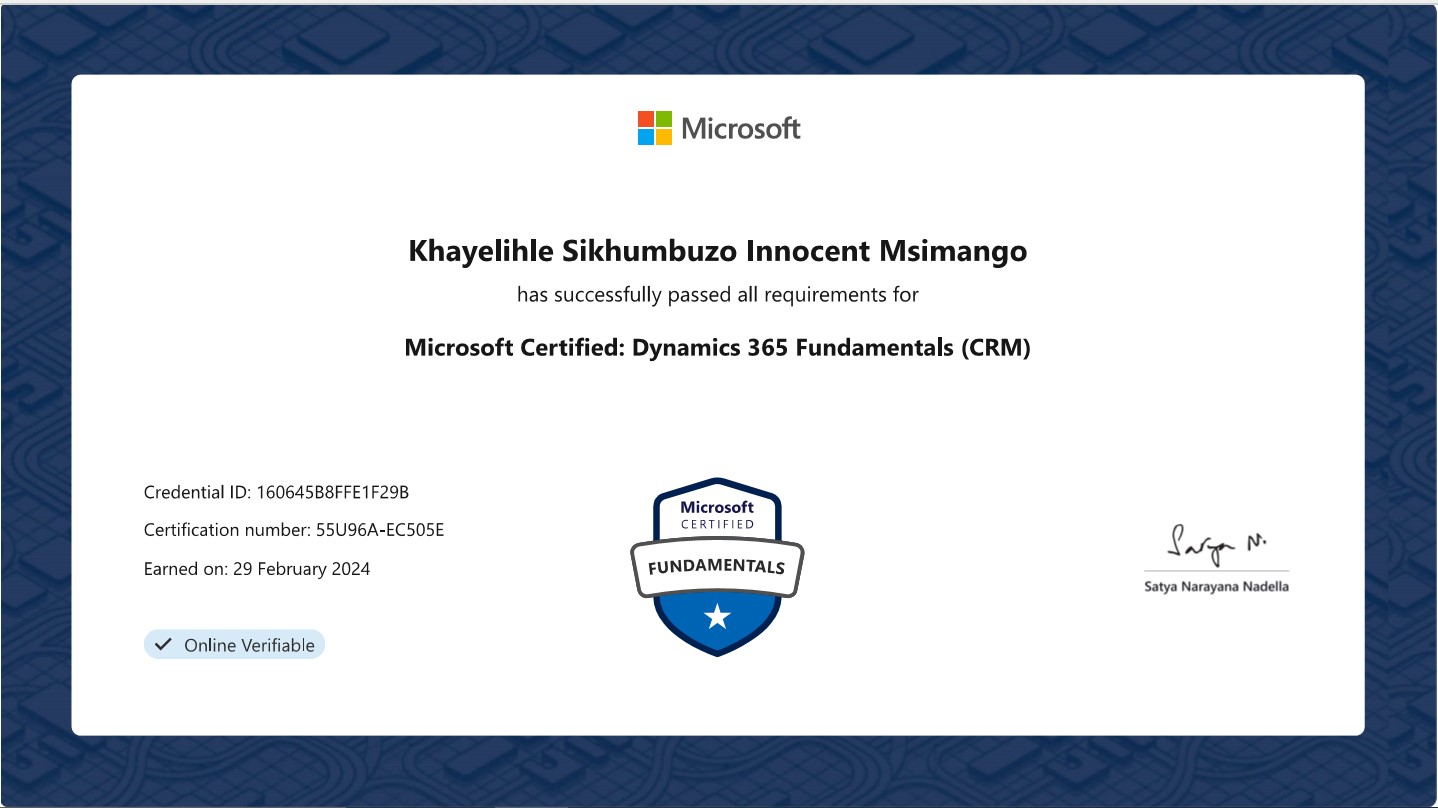 Microsoft
Khayelihle Sikhumbuzo Innocent Msimango
has successfully passed all requirements for
Microsoft Certified: Dynamics 365 Fundamentals (CRM)
Credential ID: 160645B8FFE1F29B
Certification number: 55U96A-EC505E
Earned on: 29 February 2024
Online Verifiable
Microsoft
CERTIFIED
FUNDAMENTALS
Satya N.
Satya Narayana Nadella